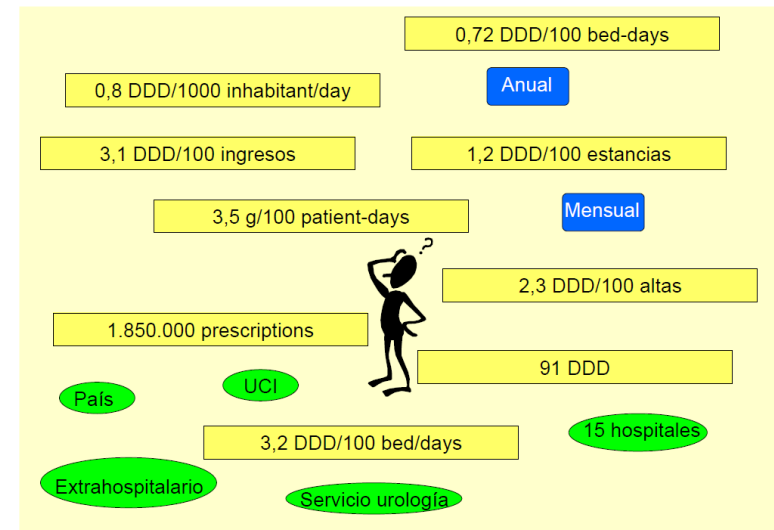 0,72 DDD/100 bed-days
0,8 DDD/1000 inhabitant/day
Anual
3,1 DDD/100 ingresos
1,2 DDD/100 estancias
3,5 g/100 patient-days
Mensual
?
2,3 DDD/100 altas
1.850.000 prescriptions
91 DDD
País
UCI
3,2 DDD/100 bed/days
15 hospitales
Extrahospitalario
Servicio urología